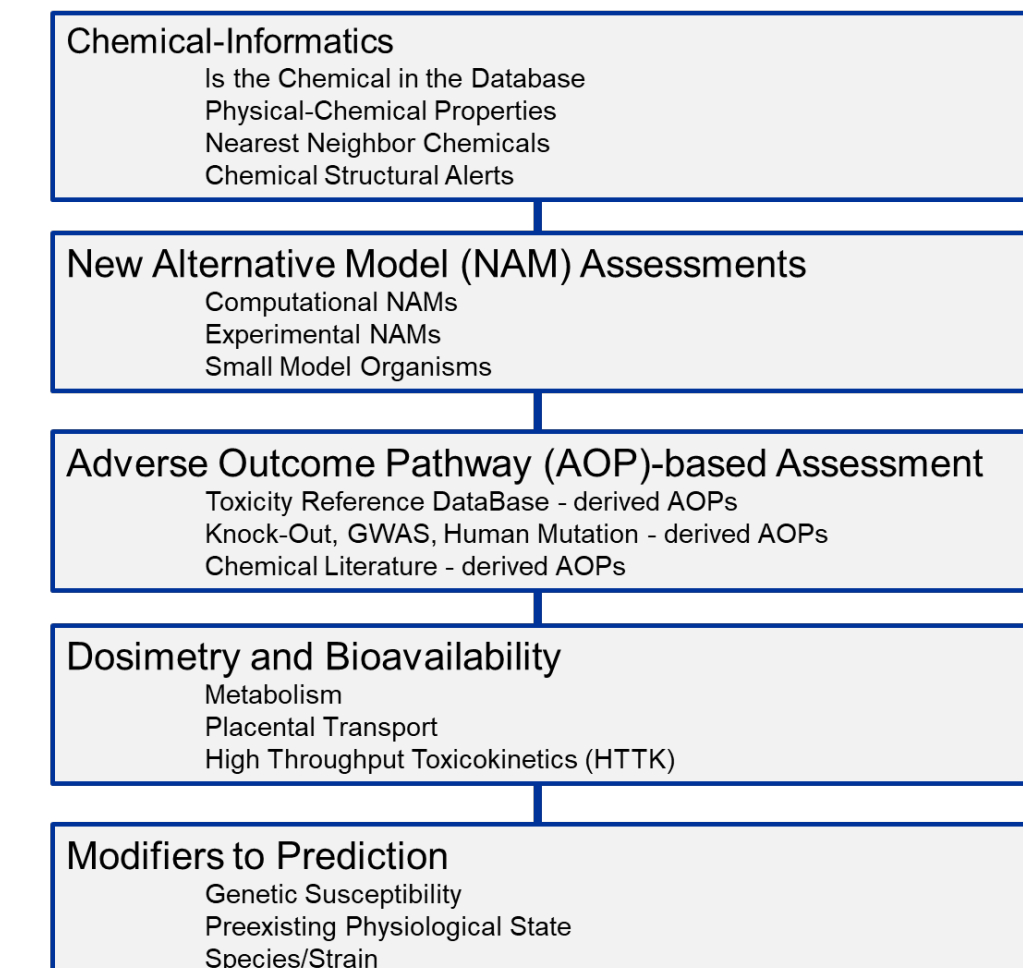 Chemical-Informatics
Is the Chemical in the Database
Physical-Chemical Properties
Nearest Neighbor Chemicals
Chemical Structural Alerts
New Alternative Model (NAM) Assessments
Computational NAMs
Experimental NAMs
Small Model Organisms
Adverse Outcome Pathway (AOP)-based Assessment
Toxicity Reference DataBase - derived AOPs
Knock-Out, GWAS, Human Mutation - derived AOPs
Chemical Literature - derived AOPs
Dosimetry and Bioavailability
Metabolism
Placental Transport
High Throughput Toxicokinetics (HTTK)
Modifiers to Prediction
Genetic Susceptibility
Preexisting Physiological State
Species/Strain